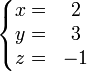 x = 2
y = 3
z = −1